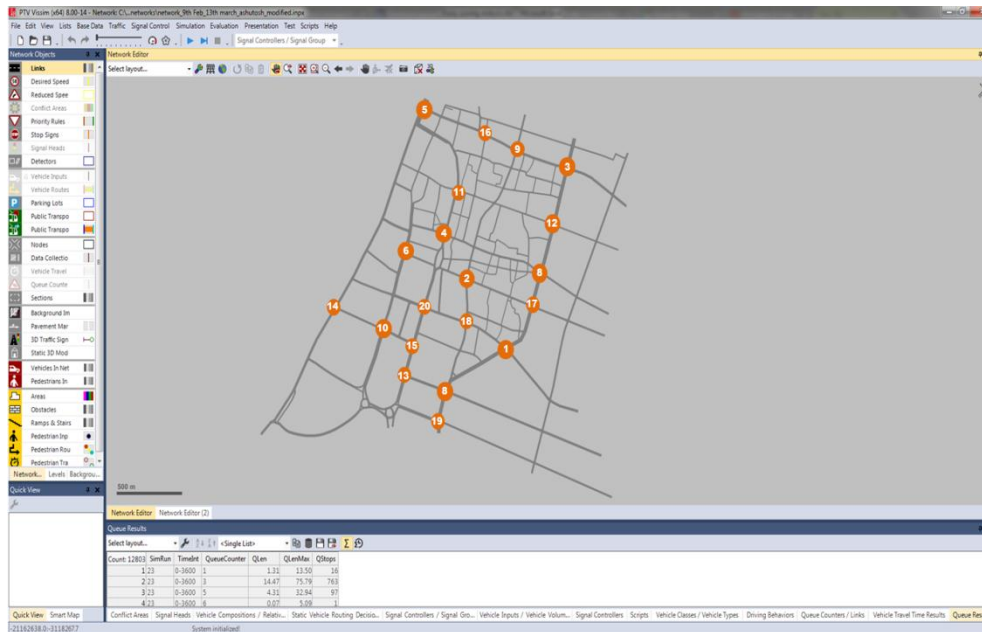 PTV Vissim (x64) 8.00-14 - Network: C:\...networks\network_9th Feb_13th march_ashutosh_modified.inpx
File Edit View Lists Base Data Traffic Signal Control Simulation Evaluation Presentation Test Scripts Help
Signal Controllers / Signal Group
Network Objects
Network Editor
Links
Select layout...
Desired Speed
Reduced Spee
Conflict Areas
Priority Rules
Stop Signs
Signal Heads
Detectors
Vehicle Inputs
Vehicle Routes
Parking Lots
Public Transpo
Public Transpo
Nodes
Data Collectio
Vehicle Travel
Queue Counte
Sections
Background Im
Pavement Mar
3D Traffic Sign
Static 3D Mod
Vehicles In Net
Pedestrians In
Areas
Obstacles
Ramps & Stairs
Pedestrian Inp
Pedestrian Rou
Pedestrian Tra
Network... Levels Backgrou...
5
16
9
3
11
12
4
6
8
2
14
20
17
18
10
15
1
13
8
19
500 m
Network Editor Network Editor (2)
Quick View
Queue Results
Select layout... <Single List>
Count: 12803 SimRun TimeInt QueueCounter QLen QLenMax QStops
1 23 0-3600 1 1.31 13.50 16
2 23 0-3600 3 14.47 75.79 763
3 23 0-3600 5 4.31 32.94 97
4 23 0-3600 6 0.07 5.09 1
Quick View Smart Map
Conflict Areas Signal Heads Vehicle Compositions / Relativ... Static Vehicle Routing Decisio... Signal Controllers / Signal Gro... Vehicle Inputs / Vehicle Volum... Signal Controllers Scripts Vehicle Classes / Vehicle Types Driving Behaviors Queue Counters / Links Vehicle Travel Time Results Queue Res
-21162638.0:-31182677 System initialized!